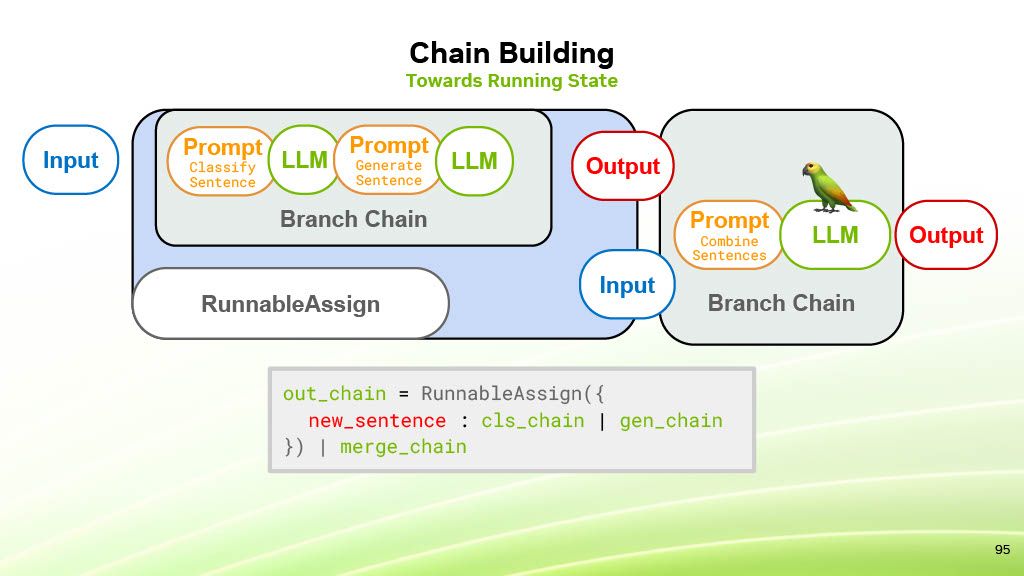 Chain Building
Towards Running State
Input
Prompt
Classify
Sentence
LLM
Prompt
Generate
Sentence
LLM
Branch Chain
RunnableAssign
Output
Input
Prompt
Combine
Sentences
LLM
Output
Branch Chain
out_chain = RunnableAssign({
new_sentence : cls_chain | gen_chain
}) | merge_chain
95